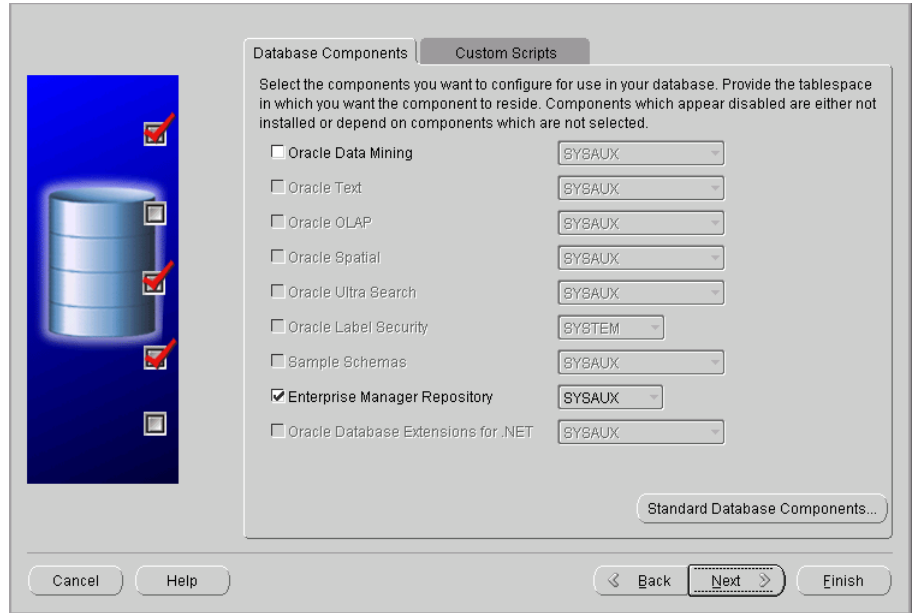 Database Components
Custom Scripts
Select the components you want to configure for use in your database. Provide the tablespace
in which you want the component to reside. Components which appear disabled are either not
installed or depend on components which are not selected.
Oracle Data Mining SYSAUX
Oracle Text SYSAUX
Oracle OLAP SYSAUX
Oracle Spatial SYSAUX
Oracle Ultra Search SYSAUX
Oracle Label Security SYSTEM
Sample Schemas SYSAUX
Enterprise Manager Repository SYSAUX
Oracle Database Extensions for .NET SYSAUX
Standard Database Components...
Cancel Help Back Next Finish